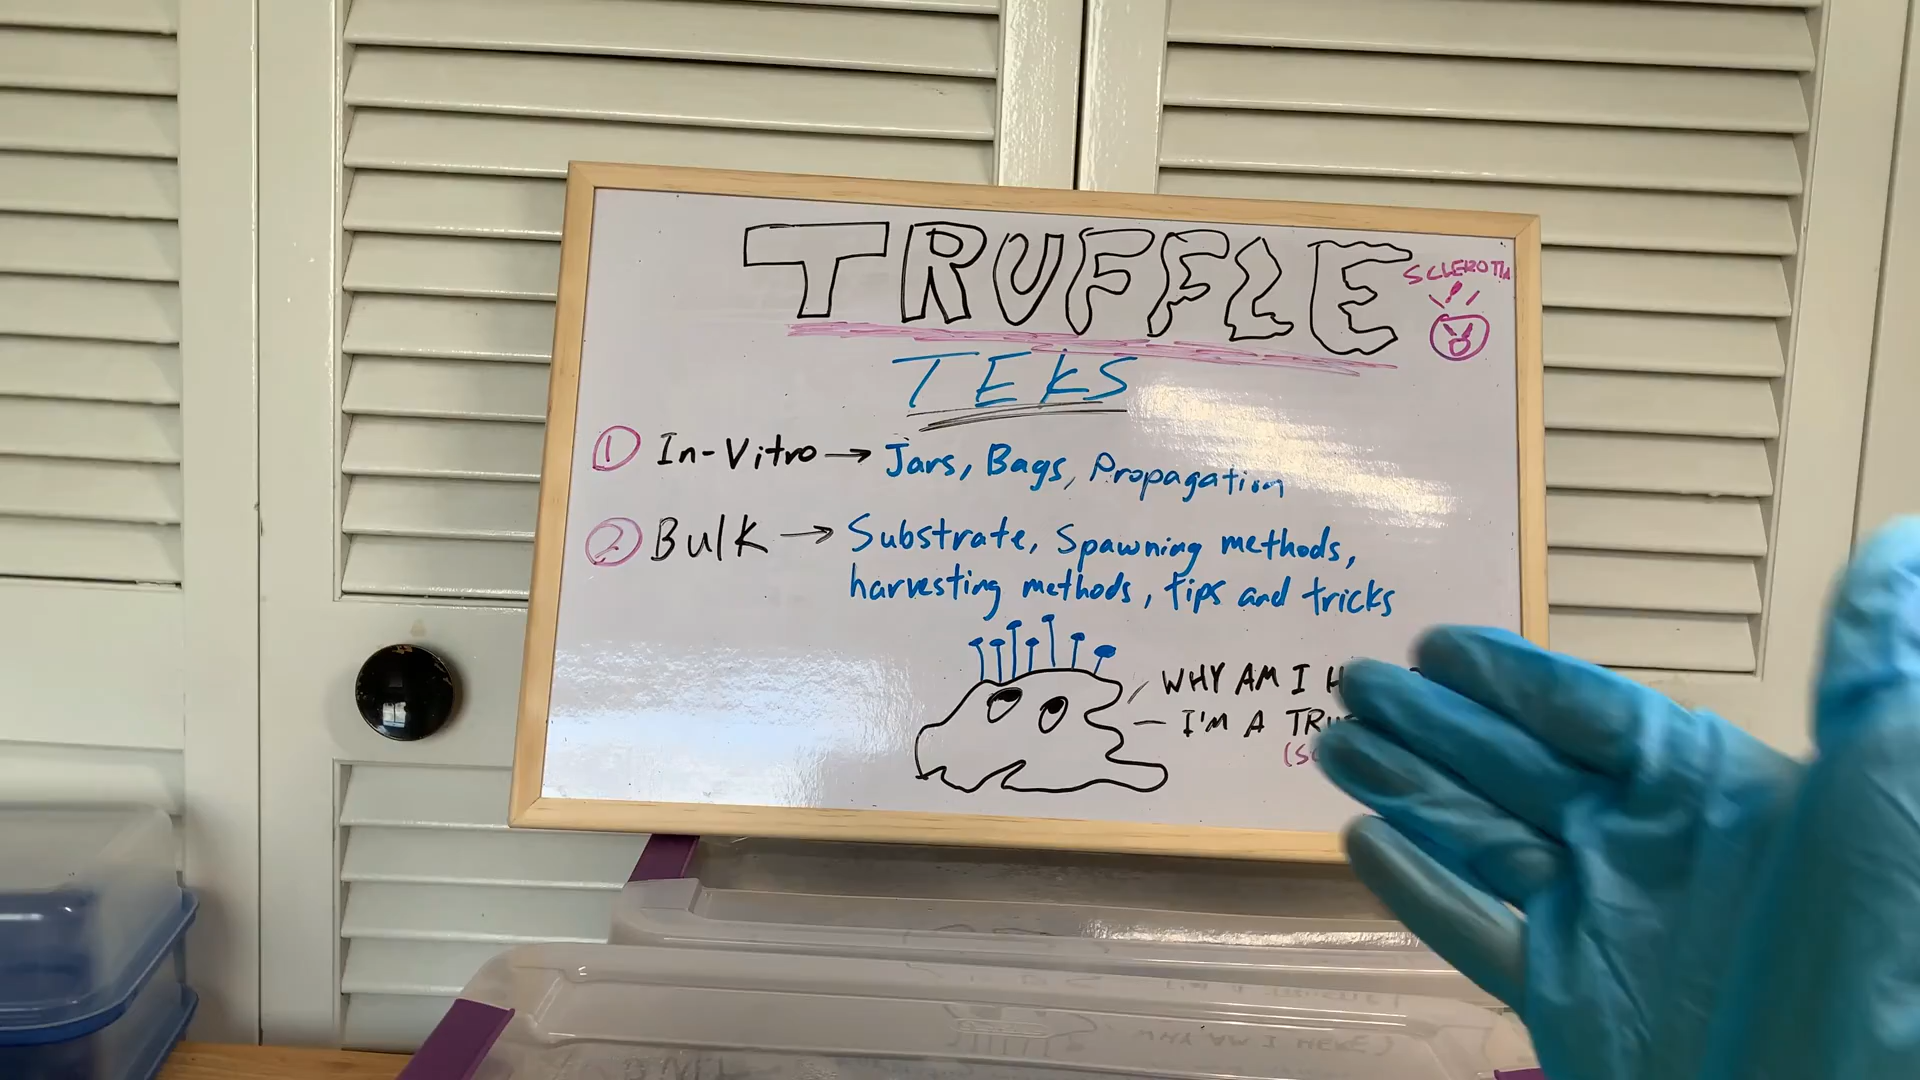 TRUFFLE
SCLEROTIA
TEKS
1 In-Vitro → Jars, Bags, Propagation
2 Bulk → Substrate, Spawning methods,
harvesting methods, tips and tricks
WHY AM I
I'M A